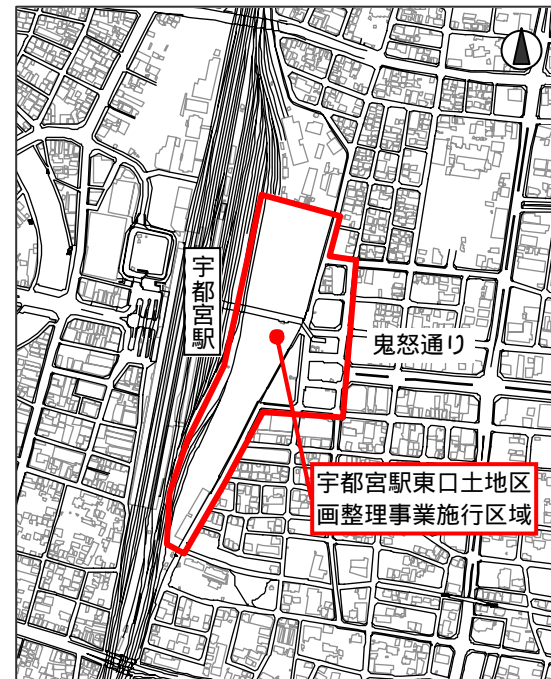 宇都宮駅
鬼怒通り
宇都宮駅東口土地区
画整理事業施行区域